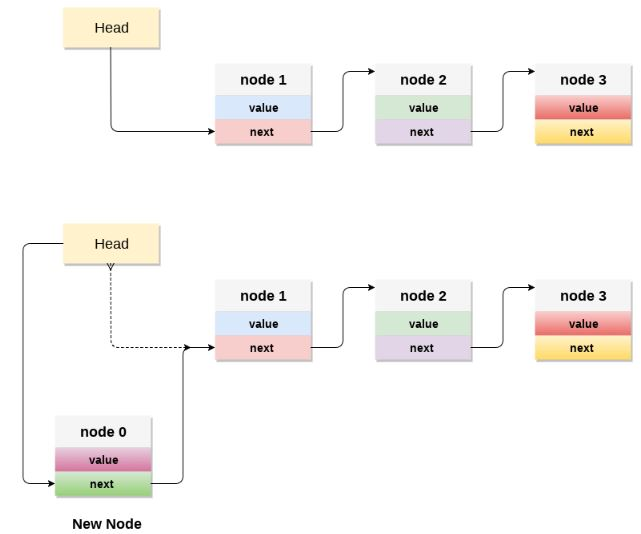 Head
node 1
value
next
node 2
value
next
node 3
value
next
Head
node 1
value
next
node 2
value
next
node 3
value
next
node 0
value
next
New Node